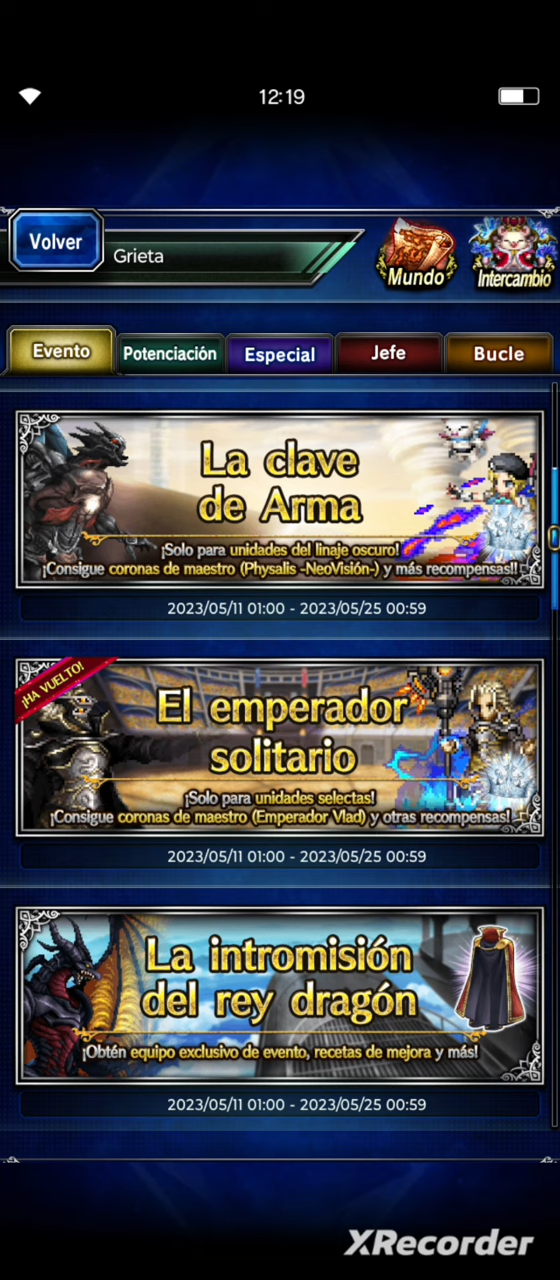 12:19
Volver
Grieta
Mundo
Intercambio
Evento
Potenciación
Especial
Jefe
Bucle
La clave
de Arma
¡Solo para unidades del linaje oscuro!
¡Consigue coronas de maestro (Physalis -NeoVisión-) y más recompensas!!
2023/05/11 01:00 - 2023/05/25 00:59
¡HA VUELTO!
El emperador
solitario
¡Solo para unidades selectas!
¡Consigue coronas de maestro (Emperador Vlad) y otras recompensas!
2023/05/11 01:00 - 2023/05/25 00:59
La intromisión
del rey dragón
¡Obtén equipo exclusivo de evento, recetas de mejora y más!
2023/05/11 01:00 - 2023/05/25 00:59
XRecorder